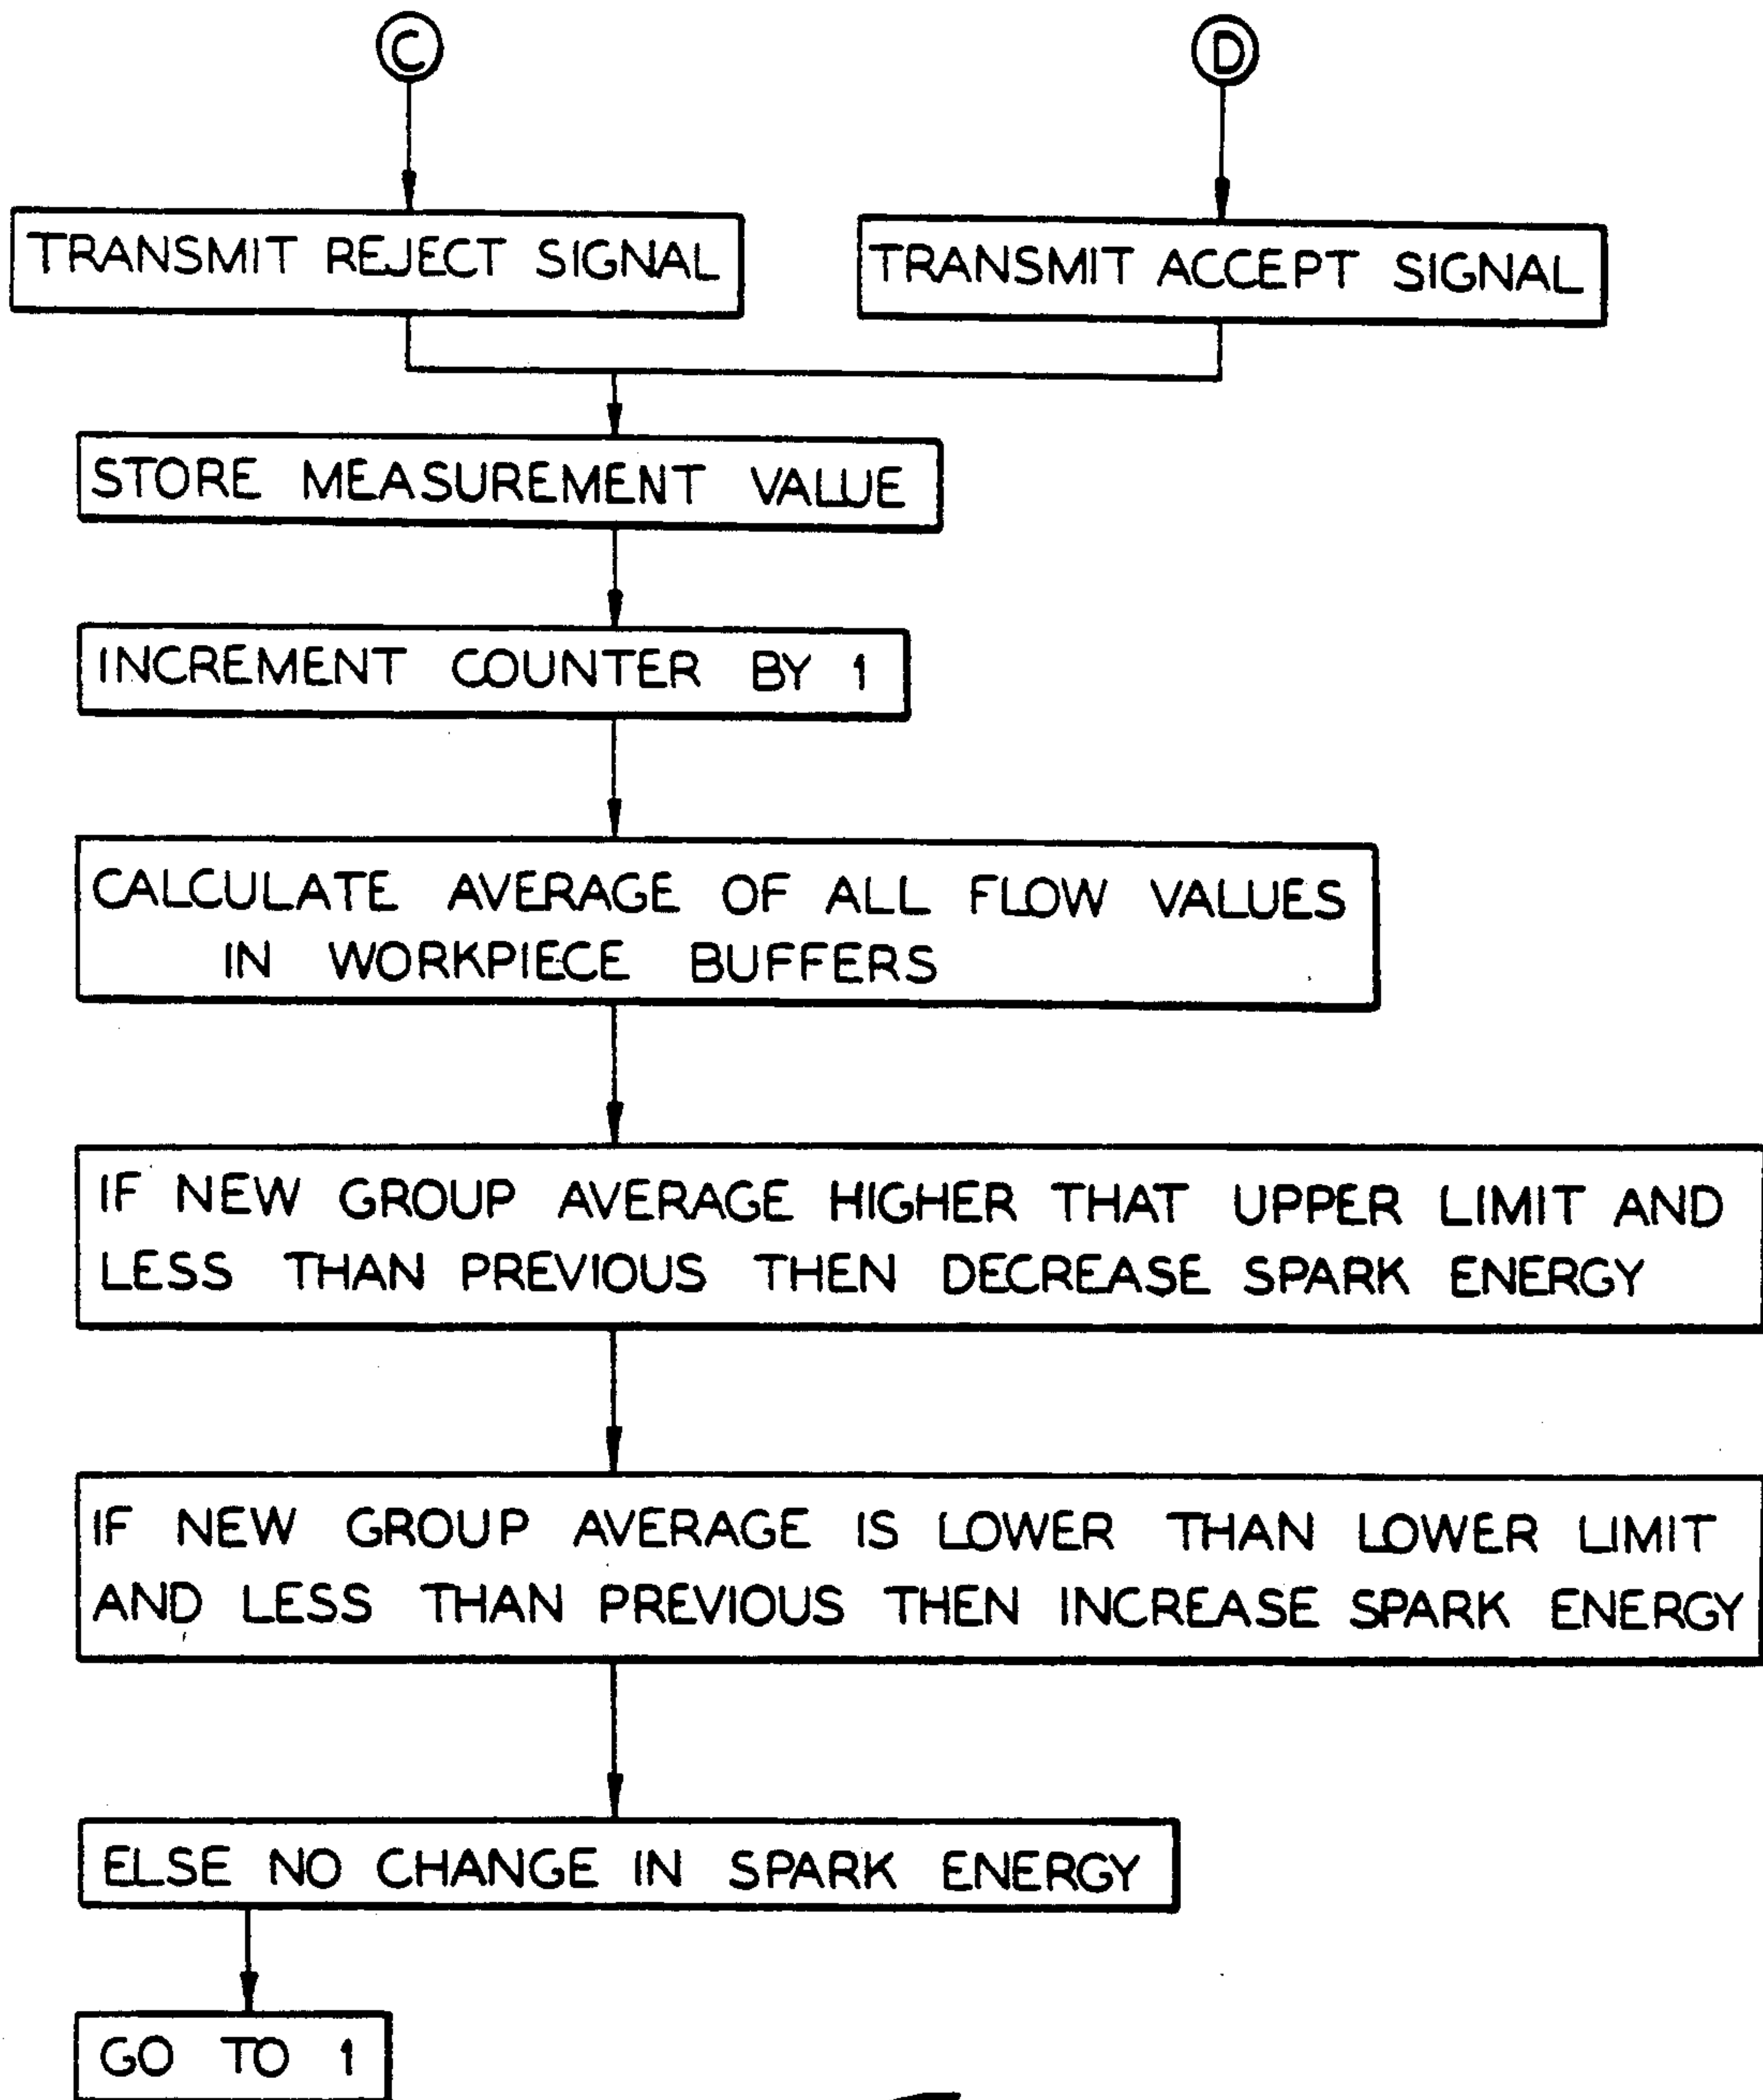 C
D
TRANSMIT REJECT SIGNAL
TRANSMIT ACCEPT SIGNAL
STORE MEASUREMENT VALUE
INCREMENT COUNTER BY 1
CALCULATE AVERAGE OF ALL FLOW VALUES
IN WORKPIECE BUFFERS
IF NEW GROUP AVERAGE HIGHER THAT UPPER LIMIT AND
LESS THAN PREVIOUS THEN DECREASE SPARK ENERGY
IF NEW GROUP AVERAGE IS LOWER THAN LOWER LIMIT
AND LESS THAN PREVIOUS THEN INCREASE SPARK ENERGY
ELSE NO CHANGE IN SPARK ENERGY
GO TO 1